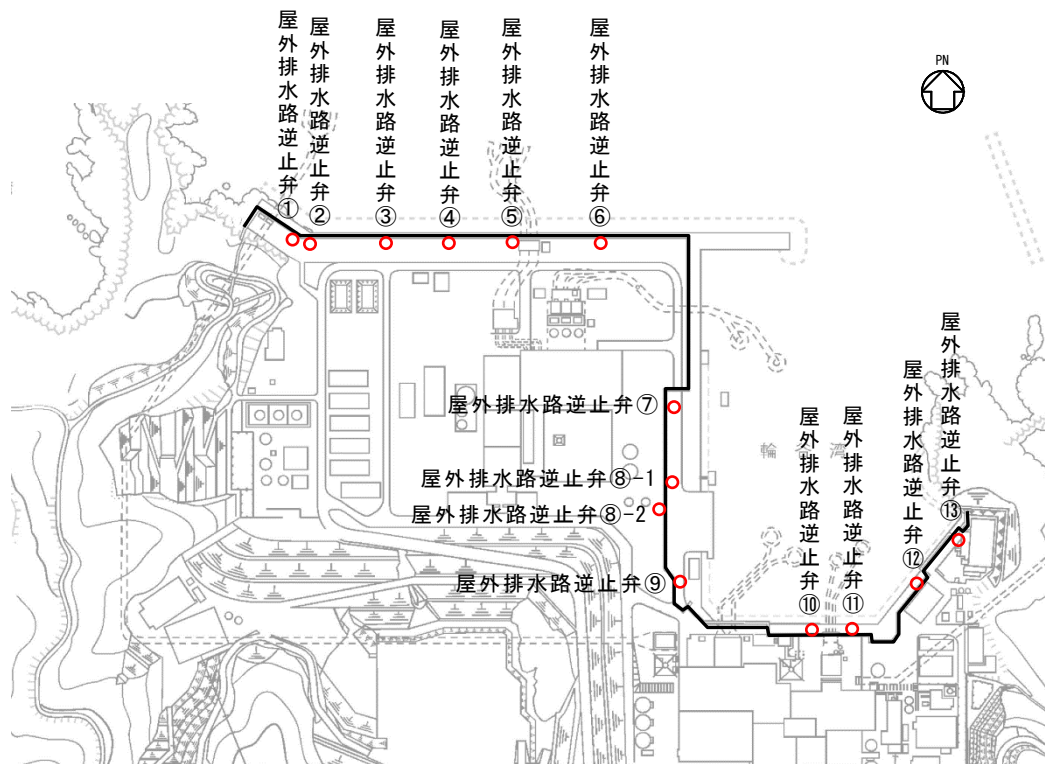 屋外排水路逆止弁①
屋外排水路逆止弁②
屋外排水路逆止弁③
屋外排水路逆止弁④
屋外排水路逆止弁⑤
屋外排水路逆止弁⑥
PN
屋外排水路逆止弁⑦
屋外排水路逆止弁⑧-1
屋外排水路逆止弁⑧-2
屋外排水路逆止弁⑨
屋外排水路逆止弁⑩
屋外排水路逆止弁⑪
屋外排水路逆止弁⑫
屋外排水路逆止弁⑬